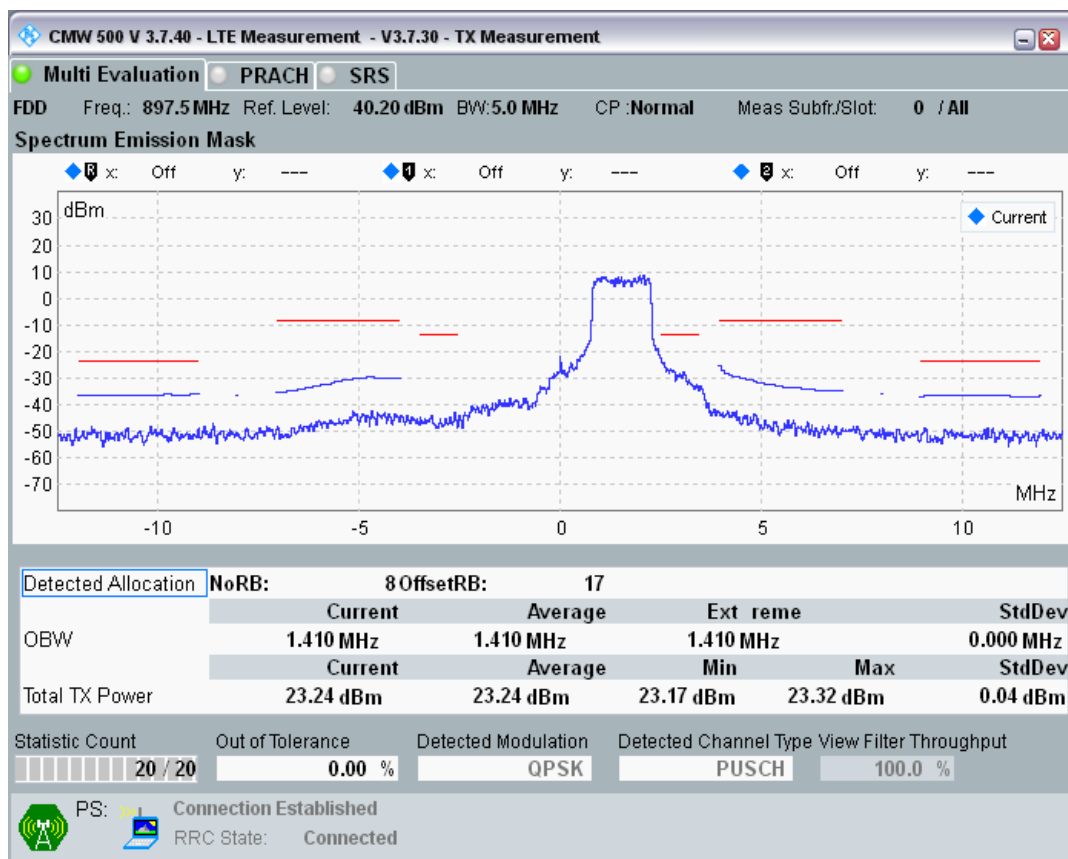 CMW 500 V 3.7.40 - LTE Measurement - V3.7.30 - TX Measurement
Multi Evaluation PRACH SRS
FDD Freq.: 897.5 MHz Ref. Level: 40.20 dBm BW:5.0 MHz CP :Normal Meas Subfr./Slot: 0 / All
Spectrum Emission Mask
R x: Off y: --- 1 x: Off y: --- 2 x: Off y: ---
dBm
Current
30
20
10
0
-10
-20
-30
-40
-50
-60
-70
MHz
-10 -5 0 5 10
Detected Allocation NoRB: 8 OffsetRB: 17
Current Average Ext reme StdDev
OBW 1.410 MHz 1.410 MHz 1.410 MHz 0.000 MHz
Current Average Min Max StdDev
Total TX Power 23.24 dBm 23.24 dBm 23.17 dBm 23.32 dBm 0.04 dBm
Statistic Count Out of Tolerance Detected Modulation Detected Channel Type View Filter Throughput
20 / 20 0.00 % QPSK PUSCH 100.0 %
PS: Connection Established
RRC State: Connected